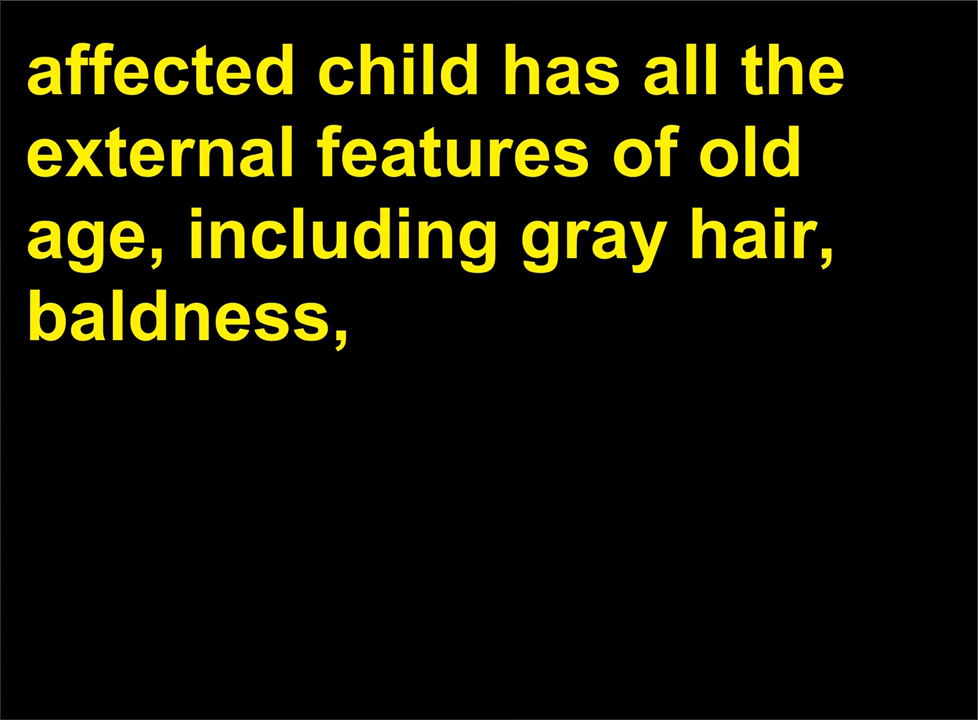 affected child has all the
external features of old
age, including gray hair,
baldness,